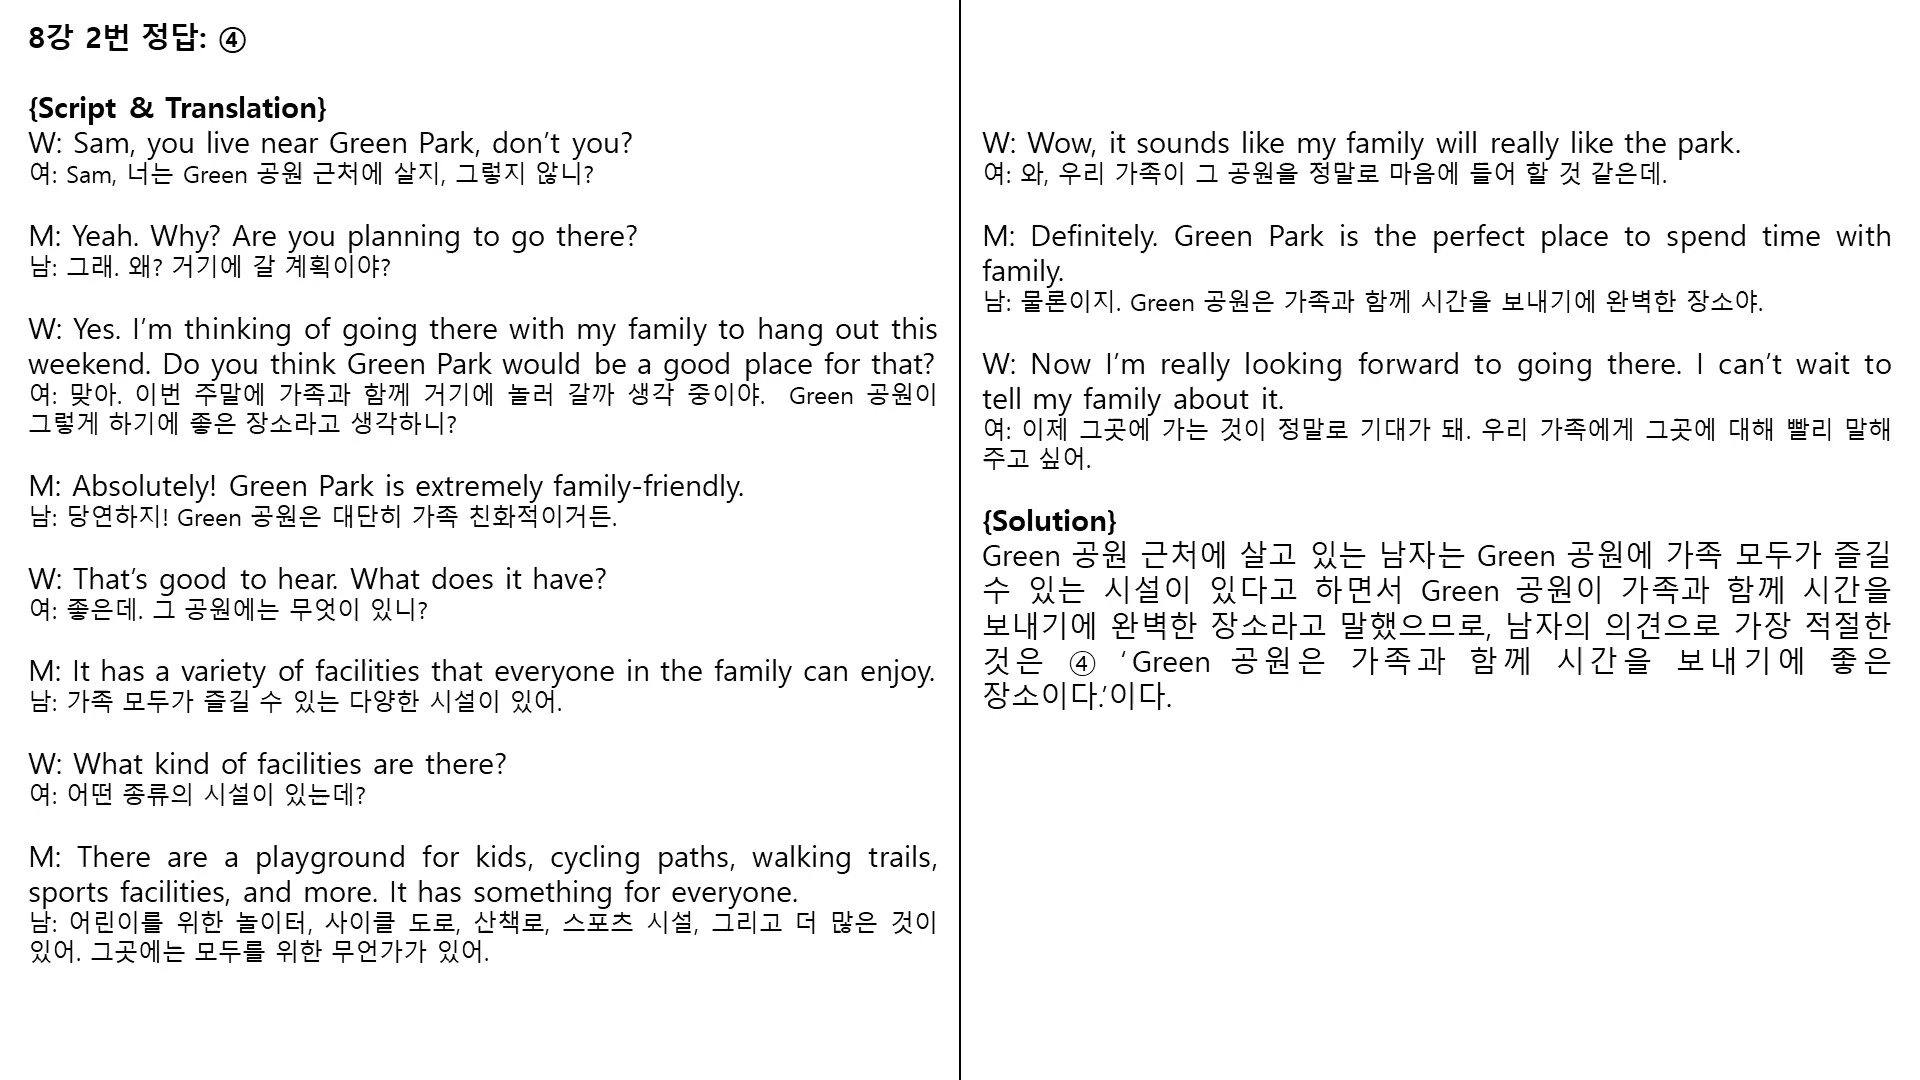 8강 2번 정답: ④
{Script & Translation}
W: Sam, you live near Green Park, don’t you?
여: Sam, 너는 Green 공원 근처에 살지, 그렇지 않니?
M: Yeah. Why? Are you planning to go there?
남: 그래. 왜? 거기에 갈 계획이야?
W: Yes. I’m thinking of going there with my family to hang out this
weekend. Do you think Green Park would be a good place for that?
여: 맞아. 이번 주말에 가족과 함께 거기에 놀러 갈까 생각 중이야. Green 공원이
그렇게 하기에 좋은 장소라고 생각하니?
M: Absolutely! Green Park is extremely family-friendly.
남: 당연하지! Green 공원은 대단히 가족 친화적이거든.
W: That’s good to hear. What does it have?
여: 좋은데. 그 공원에는 무엇이 있니?
M: It has a variety of facilities that everyone in the family can enjoy.
남: 가족 모두가 즐길 수 있는 다양한 시설이 있어.
W: What kind of facilities are there?
여: 어떤 종류의 시설이 있는데?
M: There are a playground for kids, cycling paths, walking trails,
sports facilities, and more. It has something for everyone.
남: 어린이를 위한 놀이터, 사이클 도로, 산책로, 스포츠 시설, 그리고 더 많은 것이
있어. 그곳에는 모두를 위한 무언가가 있어.
W: Wow, it sounds like my family will really like the park.
여: 와, 우리 가족이 그 공원을 정말로 마음에 들어 할 것 같은데.
M: Definitely. Green Park is the perfect place to spend time with
family.
남: 물론이지. Green 공원은 가족과 함께 시간을 보내기에 완벽한 장소야.
W: Now I’m really looking forward to going there. I can’t wait to
tell my family about it.
여: 이제 그곳에 가는 것이 정말로 기대가 돼. 우리 가족에게 그곳에 대해 빨리 말해
주고 싶어.
{Solution}
Green 공원 근처에 살고 있는 남자는 Green 공원에 가족 모두가 즐길
수 있는 시설이 있다고 하면서 Green 공원이 가족과 함께 시간을
보내기에 완벽한 장소라고 말했으므로, 남자의 의견으로 가장 적절한
것은 ④ ‘Green 공원은 가족과 함께 시간을 보내기에 좋은
장소이다.’이다.